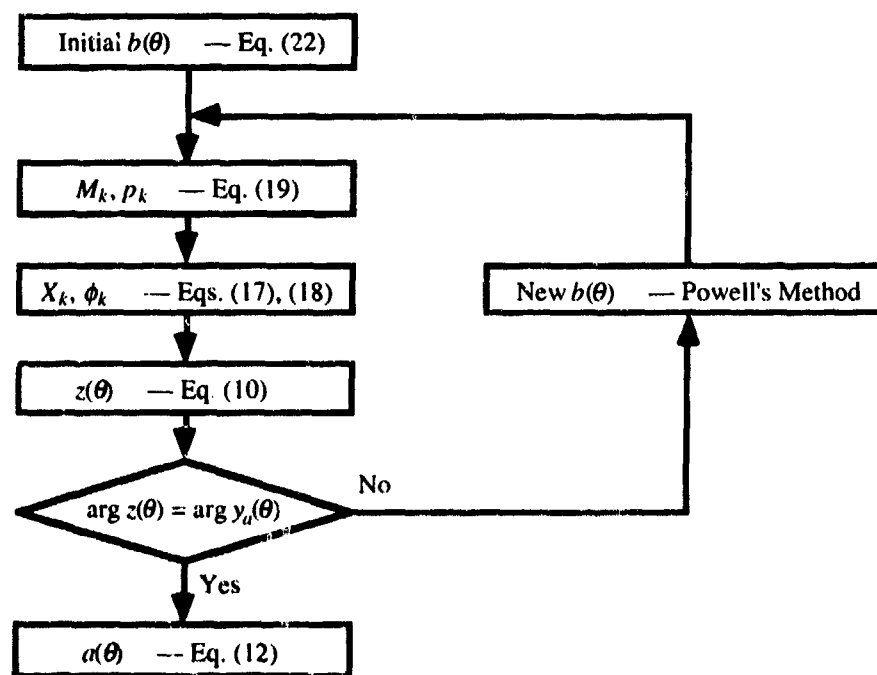 Initial b(θ) — Eq. (22)
M_k, p_k — Eq. (19)
X_k, ϕ_k — Eqs. (17), (18)
New b(θ) — Powell's Method
z(θ) — Eq. (10)
No
arg z(θ) = arg y_a(θ)
Yes
a(θ) — Eq. (12)